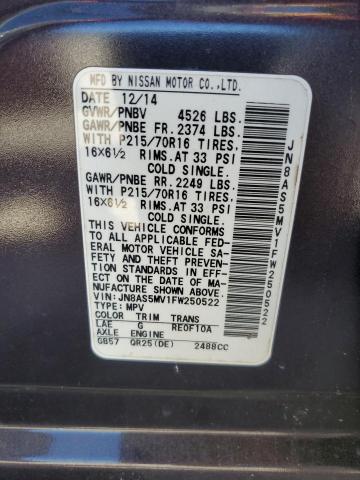 MFD BY NISSAN MOTOR CO.,LTD.
DATE 12/14
GVWR/PNBV 4526 LBS.
GAWR/PNBE FR. 2374 LBS.
WITH P215/70R16 TIRES,
16X6½ RIMS.AT 33 PSI
COLD SINGLE.
GAWR/PNBE RR. 2249 LBS.
WITH P215/70R16 TIRES,
16X6½ RIMS.AT 33 PSI
COLD SINGLE.
THIS VEHICLE CONFORMS
TO ALL APPLICABLE FED-
ERAL MOTOR VEHICLE SA-
FETY AND THEFT PREVEN-
TION STANDARDS IN EFF-
ECT ON THE DATE OF MA-
NUFACTURE SHOWN ABOVE.
VIN:JN8AS5MV1FW250522
TYPE:MPV
COLOR TRIM TRANS
LAE G RE0F10A
AXLE ENGINE
GB57 QR25(DE) 2488CC
JN8AS5MV1FW250522